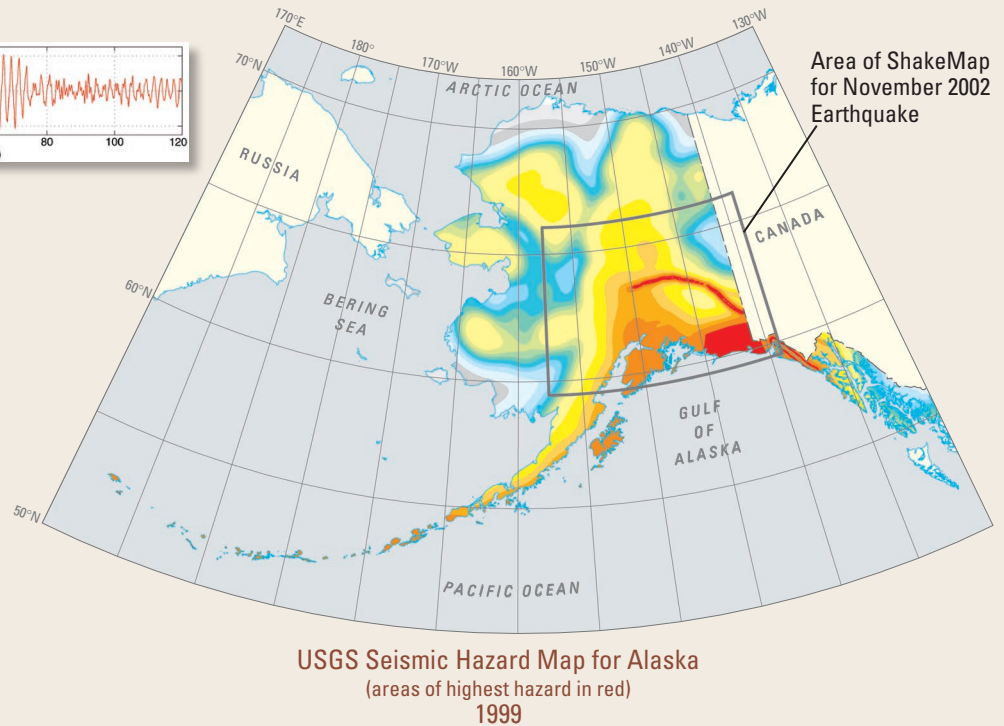 170°E
180°
170°W
160°W
150°W
140°W
130°W
70°N
60°N
50°N
80
100
120
ARCTIC OCEAN
RUSSIA
CANADA
BERING
SEA
GULF
OF
ALASKA
PACIFIC OCEAN
Area of ShakeMap
for November 2002
Earthquake
USGS Seismic Hazard Map for Alaska
(areas of highest hazard in red)
1999